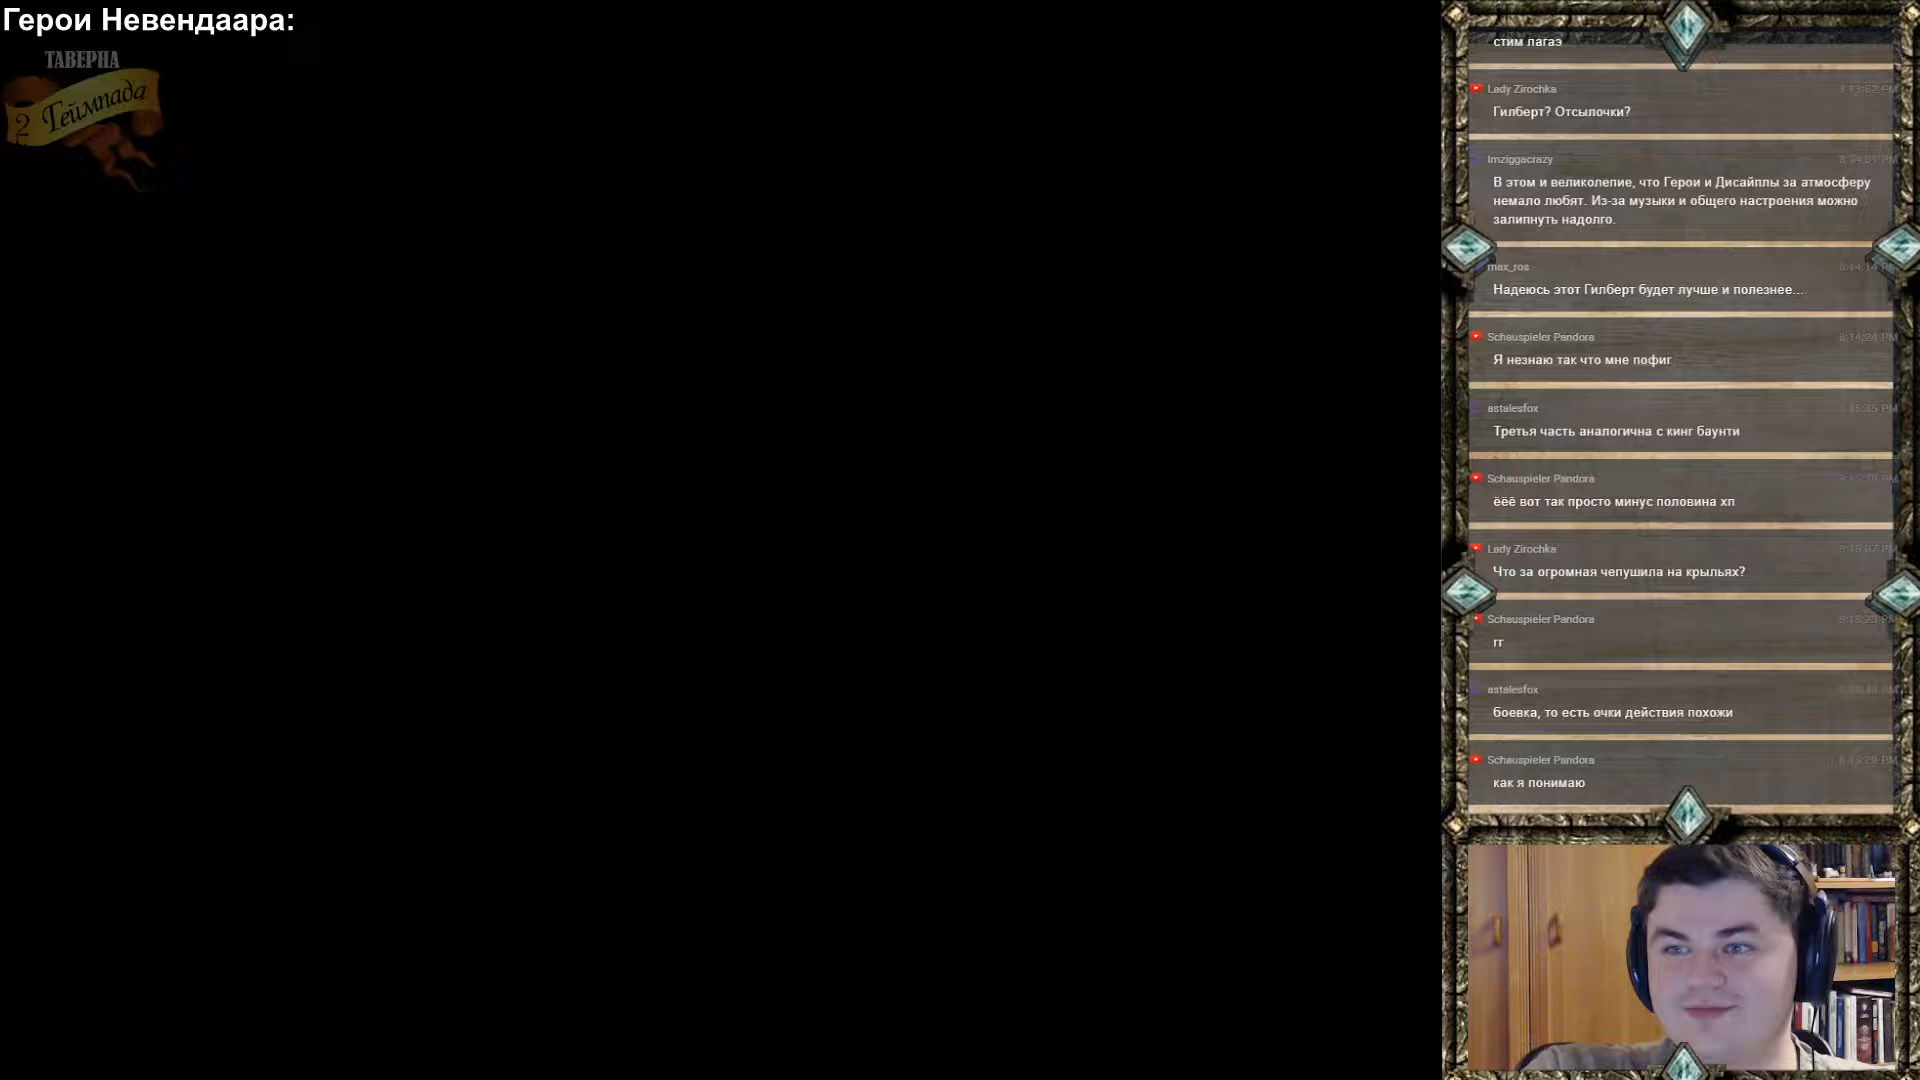 Герои Невендаара:
ТАВЕРНА
Геймпада
2
стим лагаэ
Lady Zirochka
Гилберт? Отсылочки?
Imziggacrazy
В этом и великолепие, что Герои и Дисайплы за атмосферу
немало любят. Из-за музыки и общего настроения можно
залипнуть надолго.
max_ros
Надеюсь этот Гилберт будет лучше и полезнее...
Schauspieler Pandora
Я незнаю так что мне пофиг
astalesfox
Третья часть аналогична с кинг баунти
Schauspieler Pandora
ёёё вот так просто минус половина хп
Lady Zirochka
Что за огромная чепушила на крыльях?
Schauspieler Pandora
гг
astalesfox
боевка, то есть очки действия похожи
Schauspieler Pandora
как я понимаю